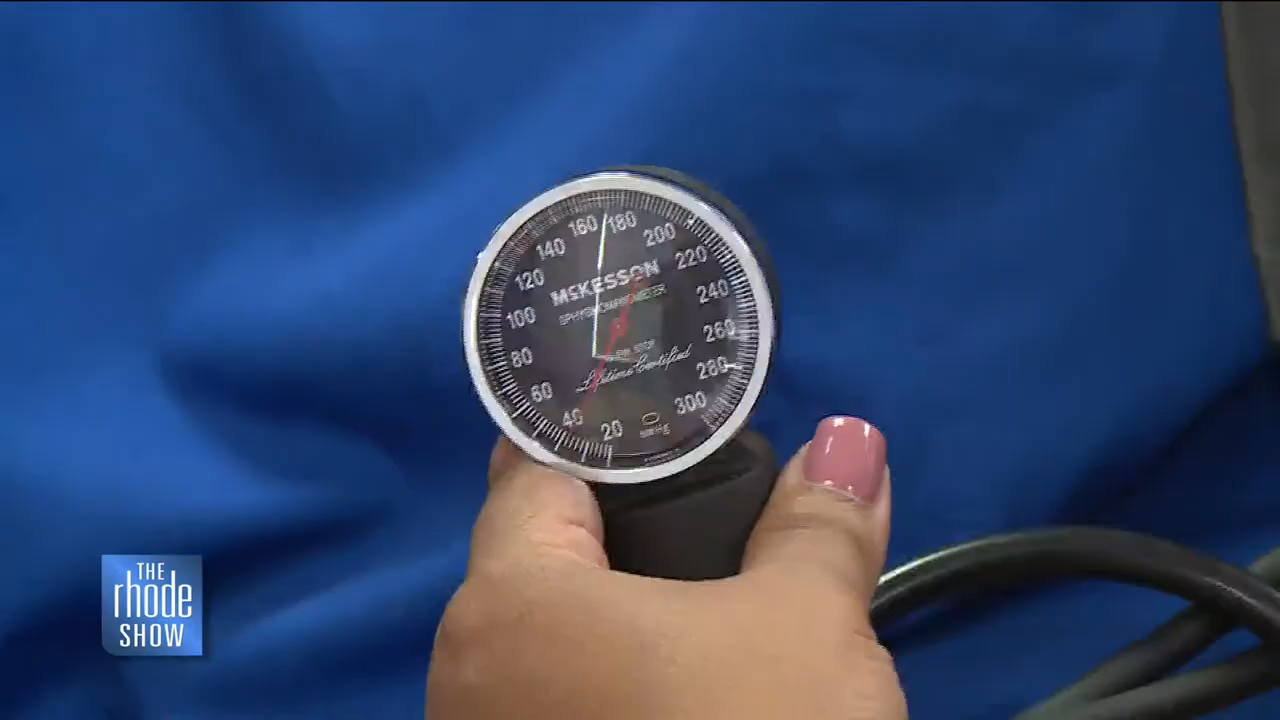 160
180
140
200
120
220
McKESSON
100
240
SPHYGMOMANOMETER
260
80
Lifetime Certified
280
60
300
40
20
mmHg
THE
rhode
SHOW